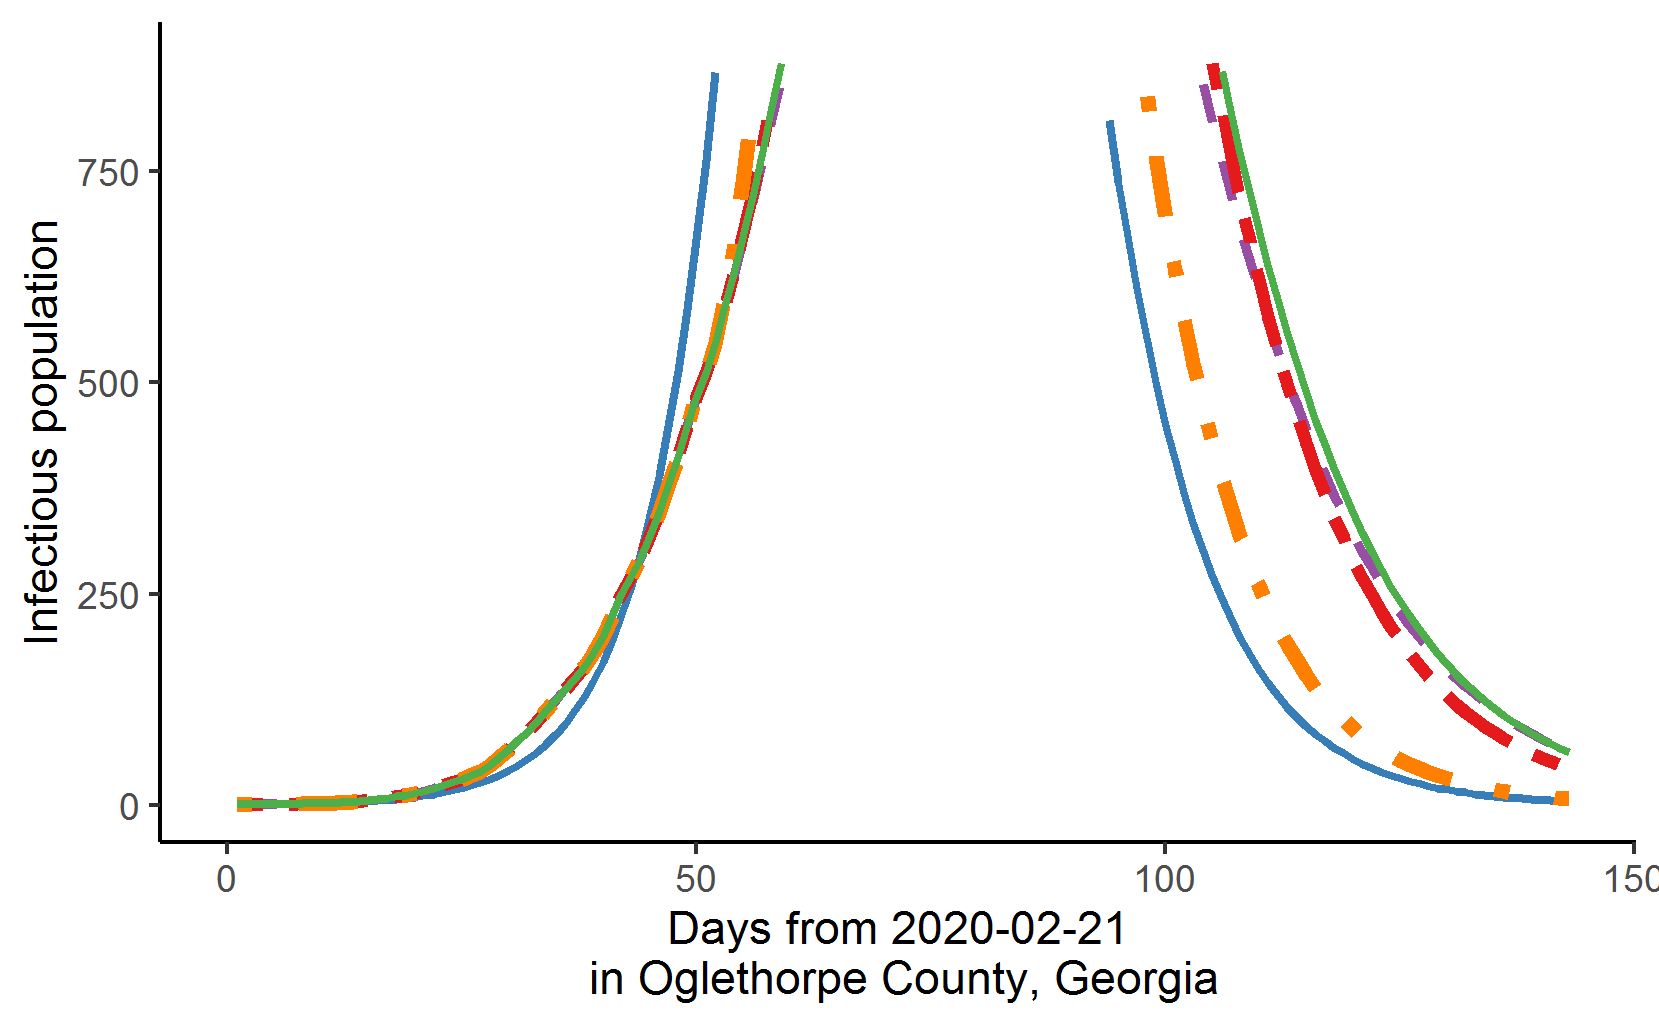 Infectious population
750
500
250
0
0 50 100 150
Days from 2020-02-21
in Oglethorpe County, Georgia